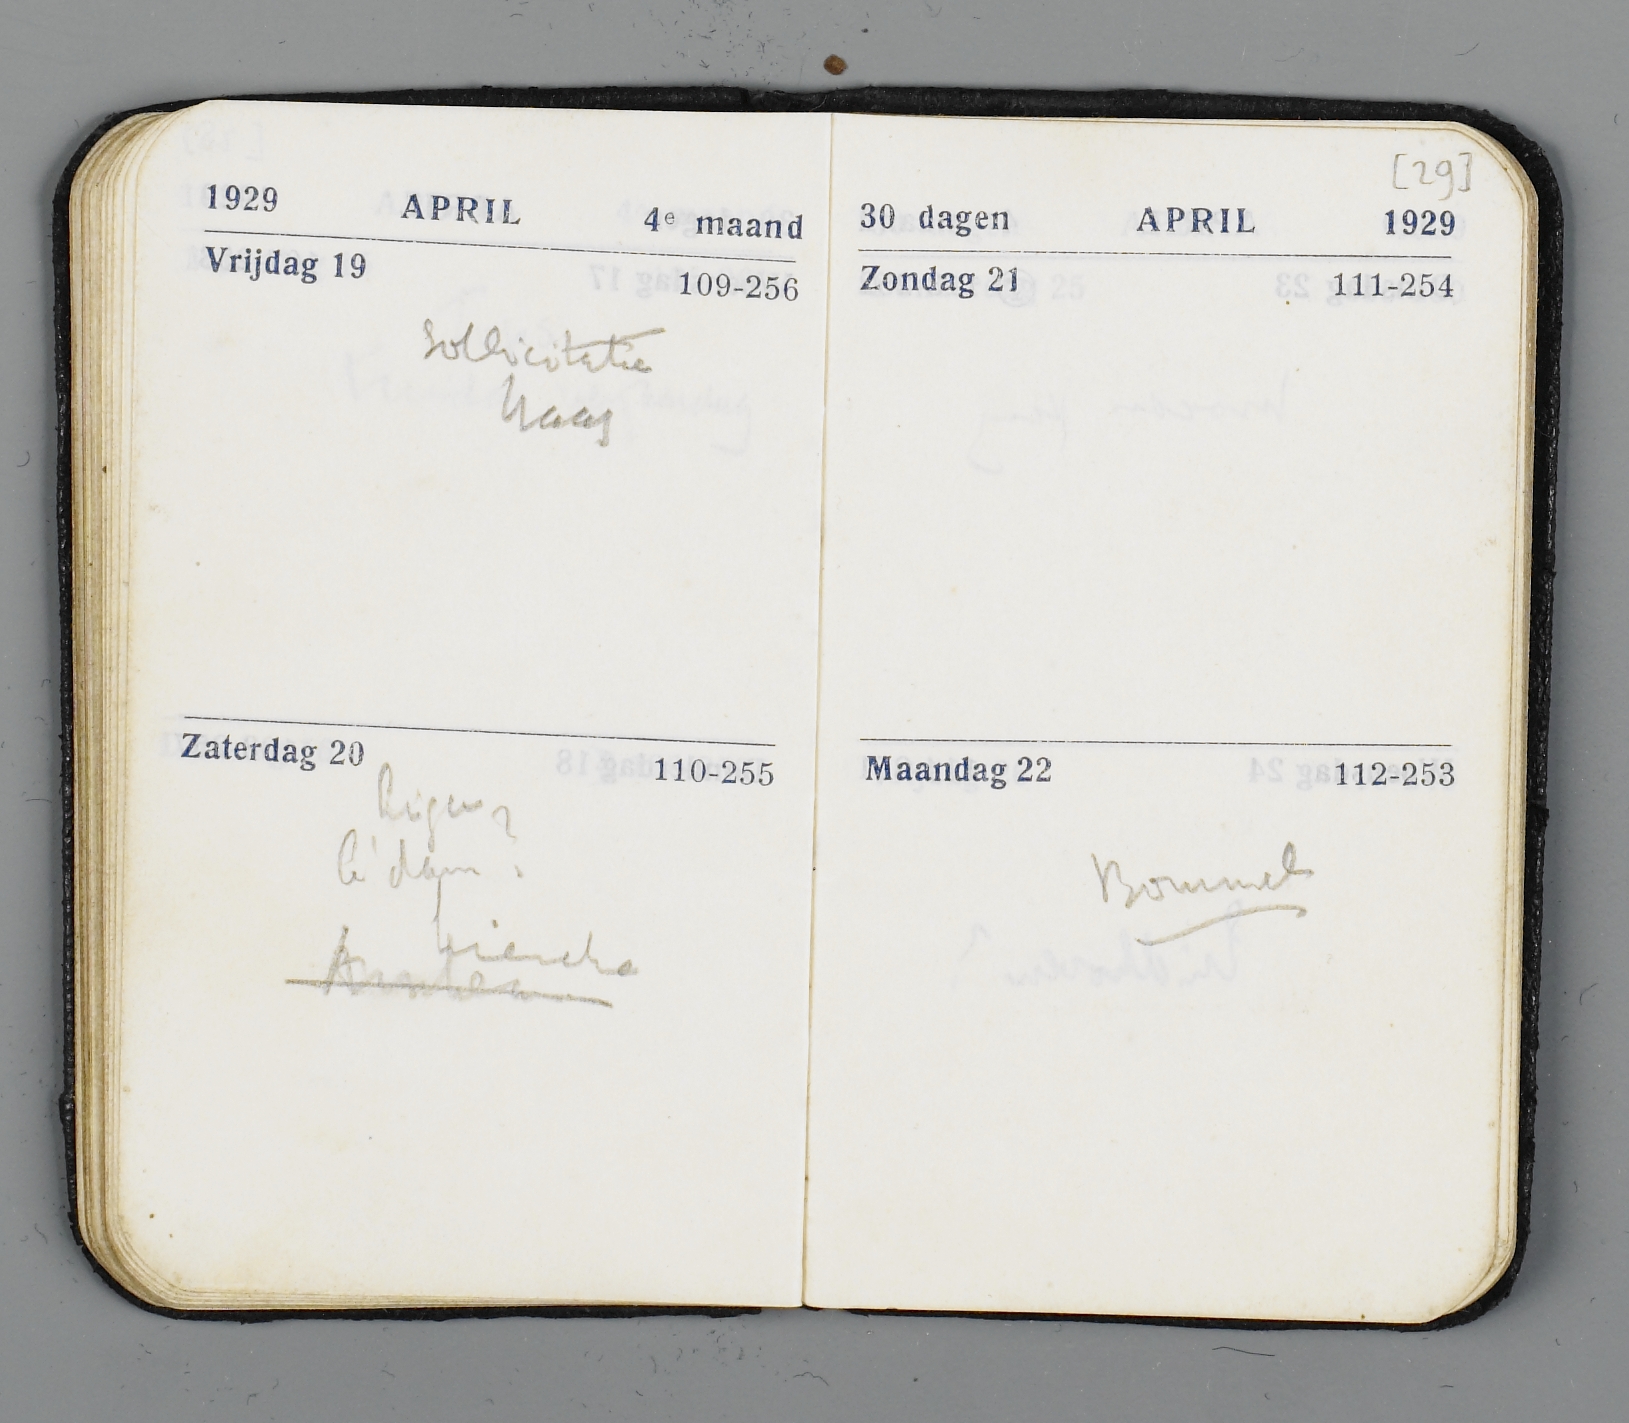 1929 APRIL 4e maand
Vrijdag 19 109-256
Sollicitatie
Haag
Zaterdag 20 110-255
A'dam ?
[29]
30 dagen APRIL 1929
Zondag 21 111-254
Maandag 22 112-253
Bommel